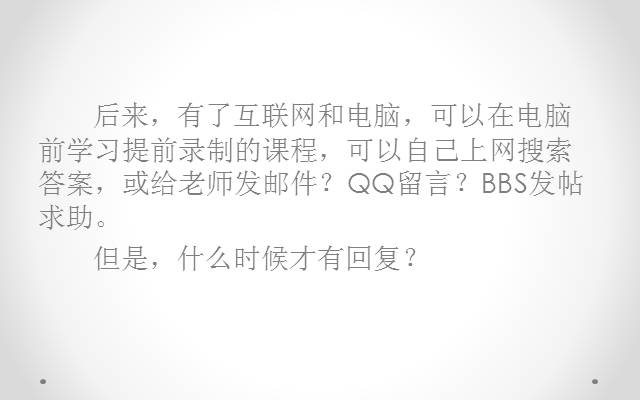 后来，有了互联网和电脑，可以在电脑
前学习提前录制的课程，可以自己上网搜索
答案，或给老师发邮件？QQ留言？BBS发帖
求助。
但是，什么时候才有回复？